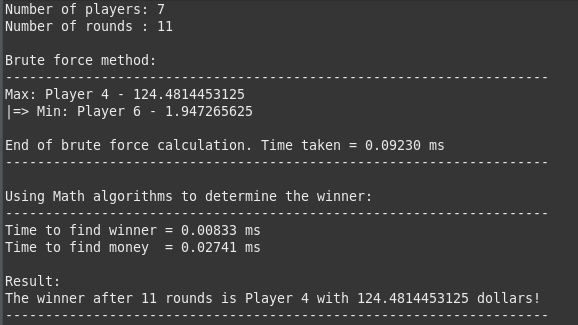 Number of players: 7
Number of rounds : 11
Brute force method:
--------------------------------------------------------------------
Max: Player 4 - 124.4814453125
|=> Min: Player 6 - 1.947265625
End of brute force calculation. Time taken = 0.09230 ms
--------------------------------------------------------------------
Using Math algorithms to determine the winner:
--------------------------------------------------------------------
Time to find winner = 0.00833 ms
Time to find money  = 0.02741 ms
Result:
The winner after 11 rounds is Player 4 with 124.4814453125 dollars!
--------------------------------------------------------------------